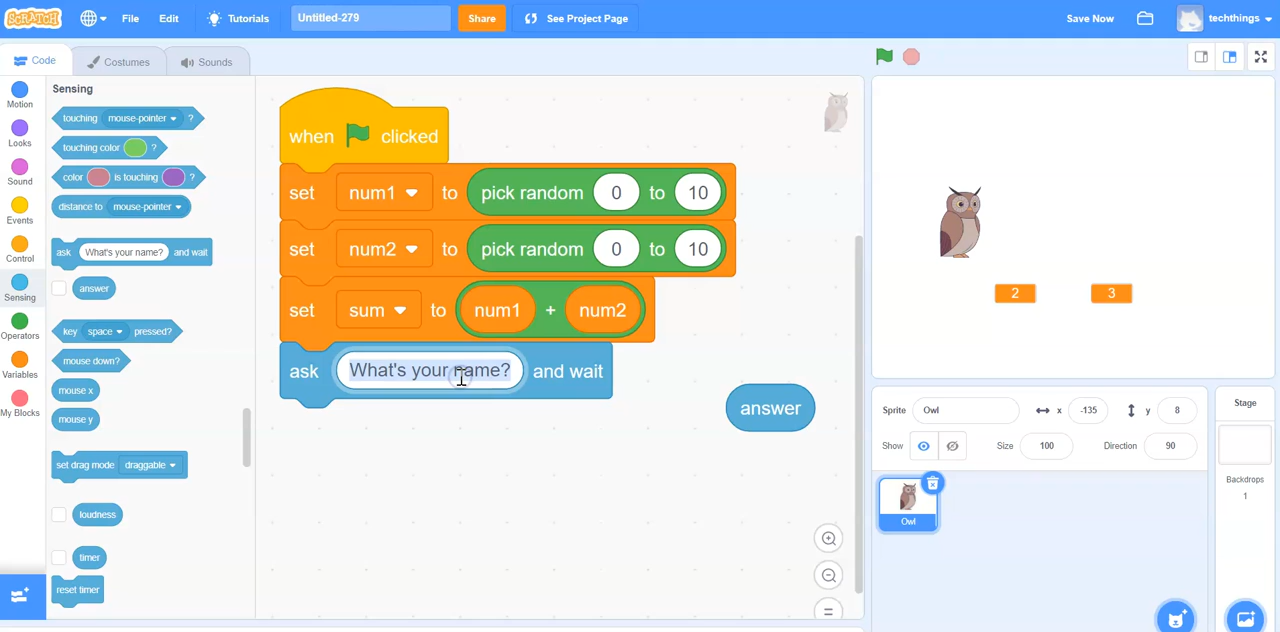 SCRATCH File Edit Tutorials Untitled-279 Share See Project Page Save Now techthings
Code Costumes Sounds
Motion
Looks
Sound
Events
Control
Sensing
Operators
Variables
My Blocks
Sensing
touching mouse-pointer ?
touching color ?
color is touching ?
distance to mouse-pointer
ask What's your name? and wait
answer
key space pressed?
mouse down?
mouse x
mouse y
set drag mode draggable
loudness
timer
reset timer
when clicked
set num1 to pick random 0 to 10
set num2 to pick random 0 to 10
set sum to num1 + num2
ask What's your name? and wait
answer
2 3
Sprite Owl x -135 y 8
Show Size 100 Direction 90
Owl
Stage
Backdrops
1